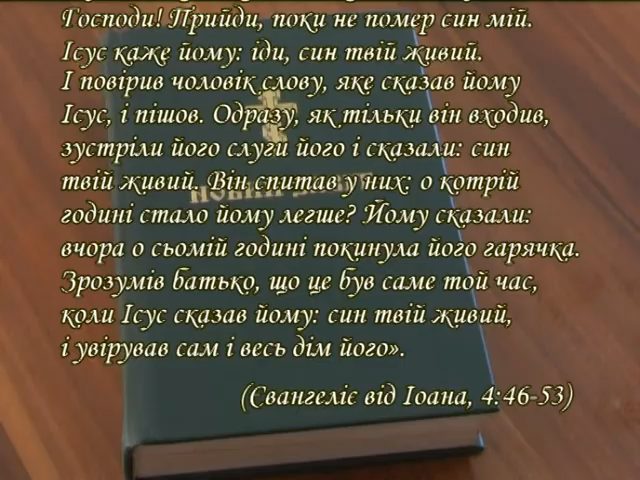 Господи! Прийди, поки не помер син мій.
Ісус каже йому: іди, син твій живий.
І повірив чоловік слову, яке сказав йому
Ісус, і пішов. Одразу, як тільки він входив,
зустріли його слуги його і сказали: син
твій живий. Він спитав у них: о котрій
годині стало йому легше? Йому сказали:
вчора о сьомій годині покинула його гарячка.
Зрозумів батько, що це був саме той час,
коли Ісус сказав йому: син твій живий,
і увірував сам і весь дім його».
(Євангеліє від Іоана, 4:46-53)